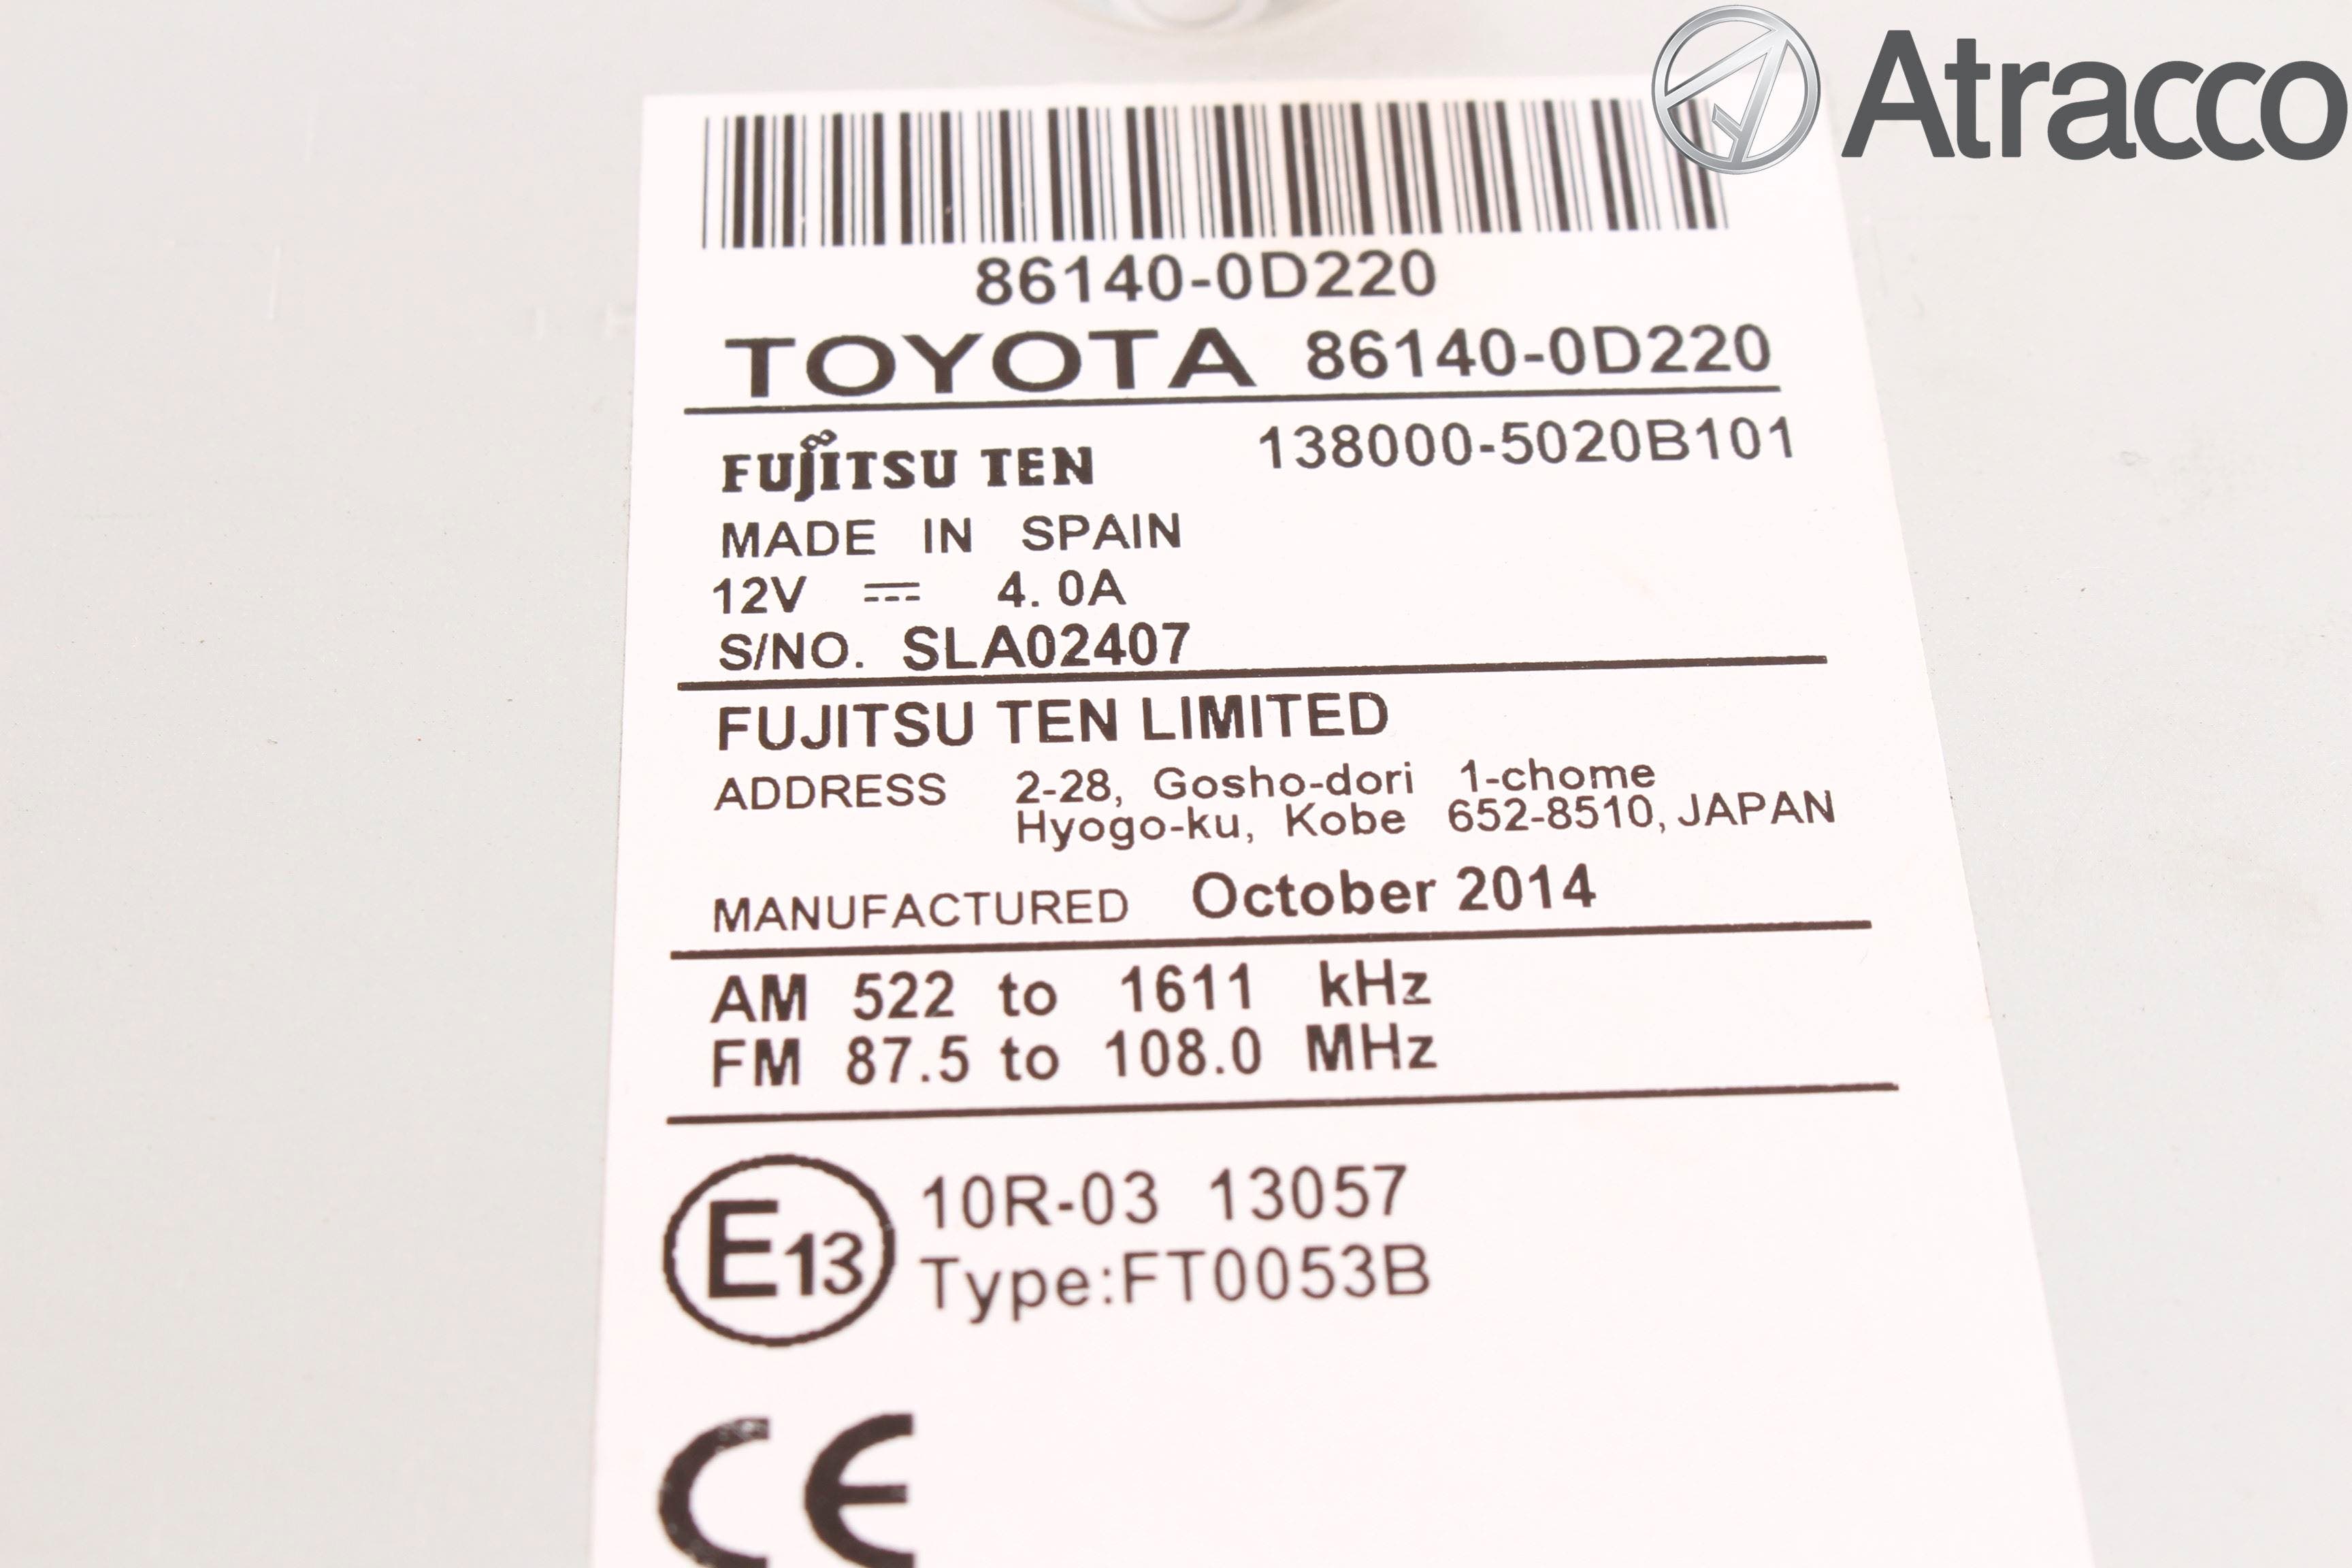 Atracco
86140-0D220
TOYOTA 86140-0D220
FUJITSU TEN 138000-5020B101
MADE IN SPAIN
12V 4.0A
S/NO. SLA02407
FUJITSU TEN LIMITED
ADDRESS 2-28, Gosho-dori 1-chome
Hyogo-ku, Kobe 652-8510, JAPAN
MANUFACTURED October 2014
AM 522 to 1611 kHz
FM 87.5 to 108.0 MHz
E13 10R-03 13057
Type:FT0053B
CE